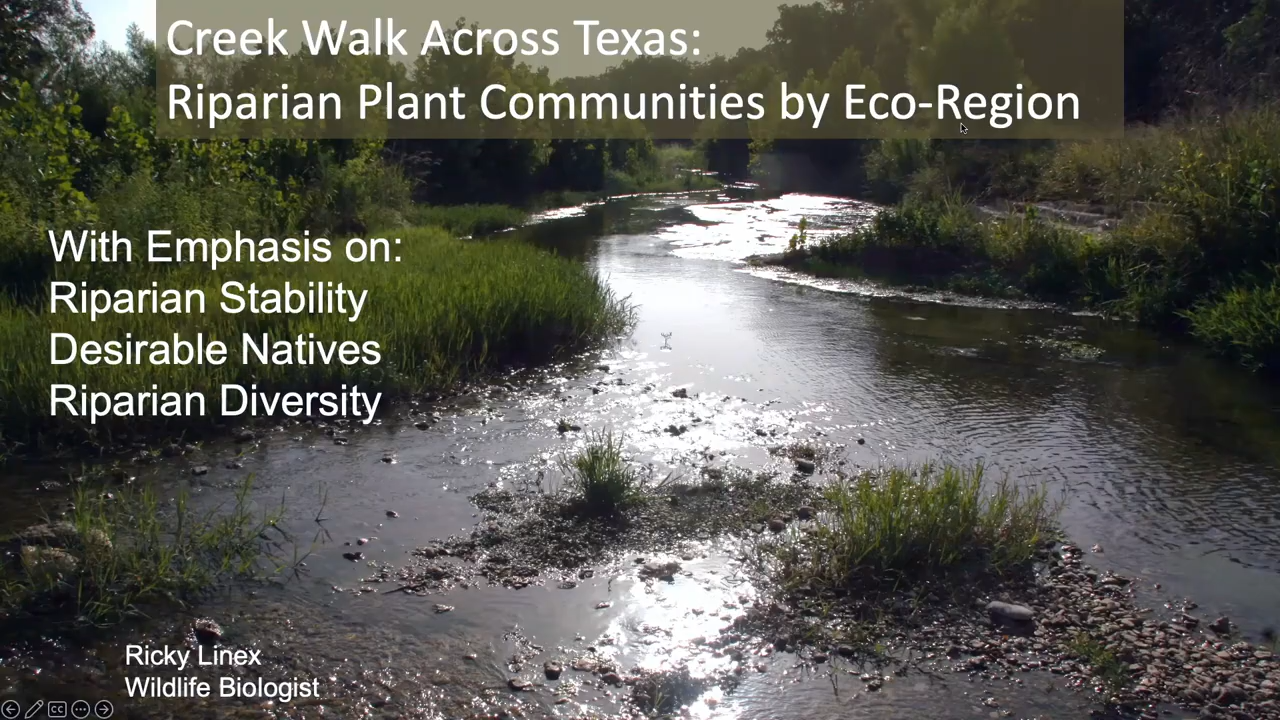 Creek Walk Across Texas:
Riparian Plant Communities by Eco-Region
With Emphasis on:
Riparian Stability
Desirable Natives
Riparian Diversity
Ricky Linex
Wildlife Biologist
CC